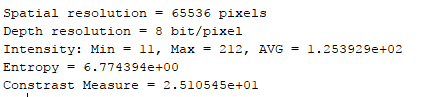 Spatial resolution = 65536 pixels
Depth resolution = 8 bit/pixel
Intensity: Min = 11, Max = 212, AVG = 1.253929e+02
Entropy = 6.774394e+00
Constrast Measure = 2.510545e+01